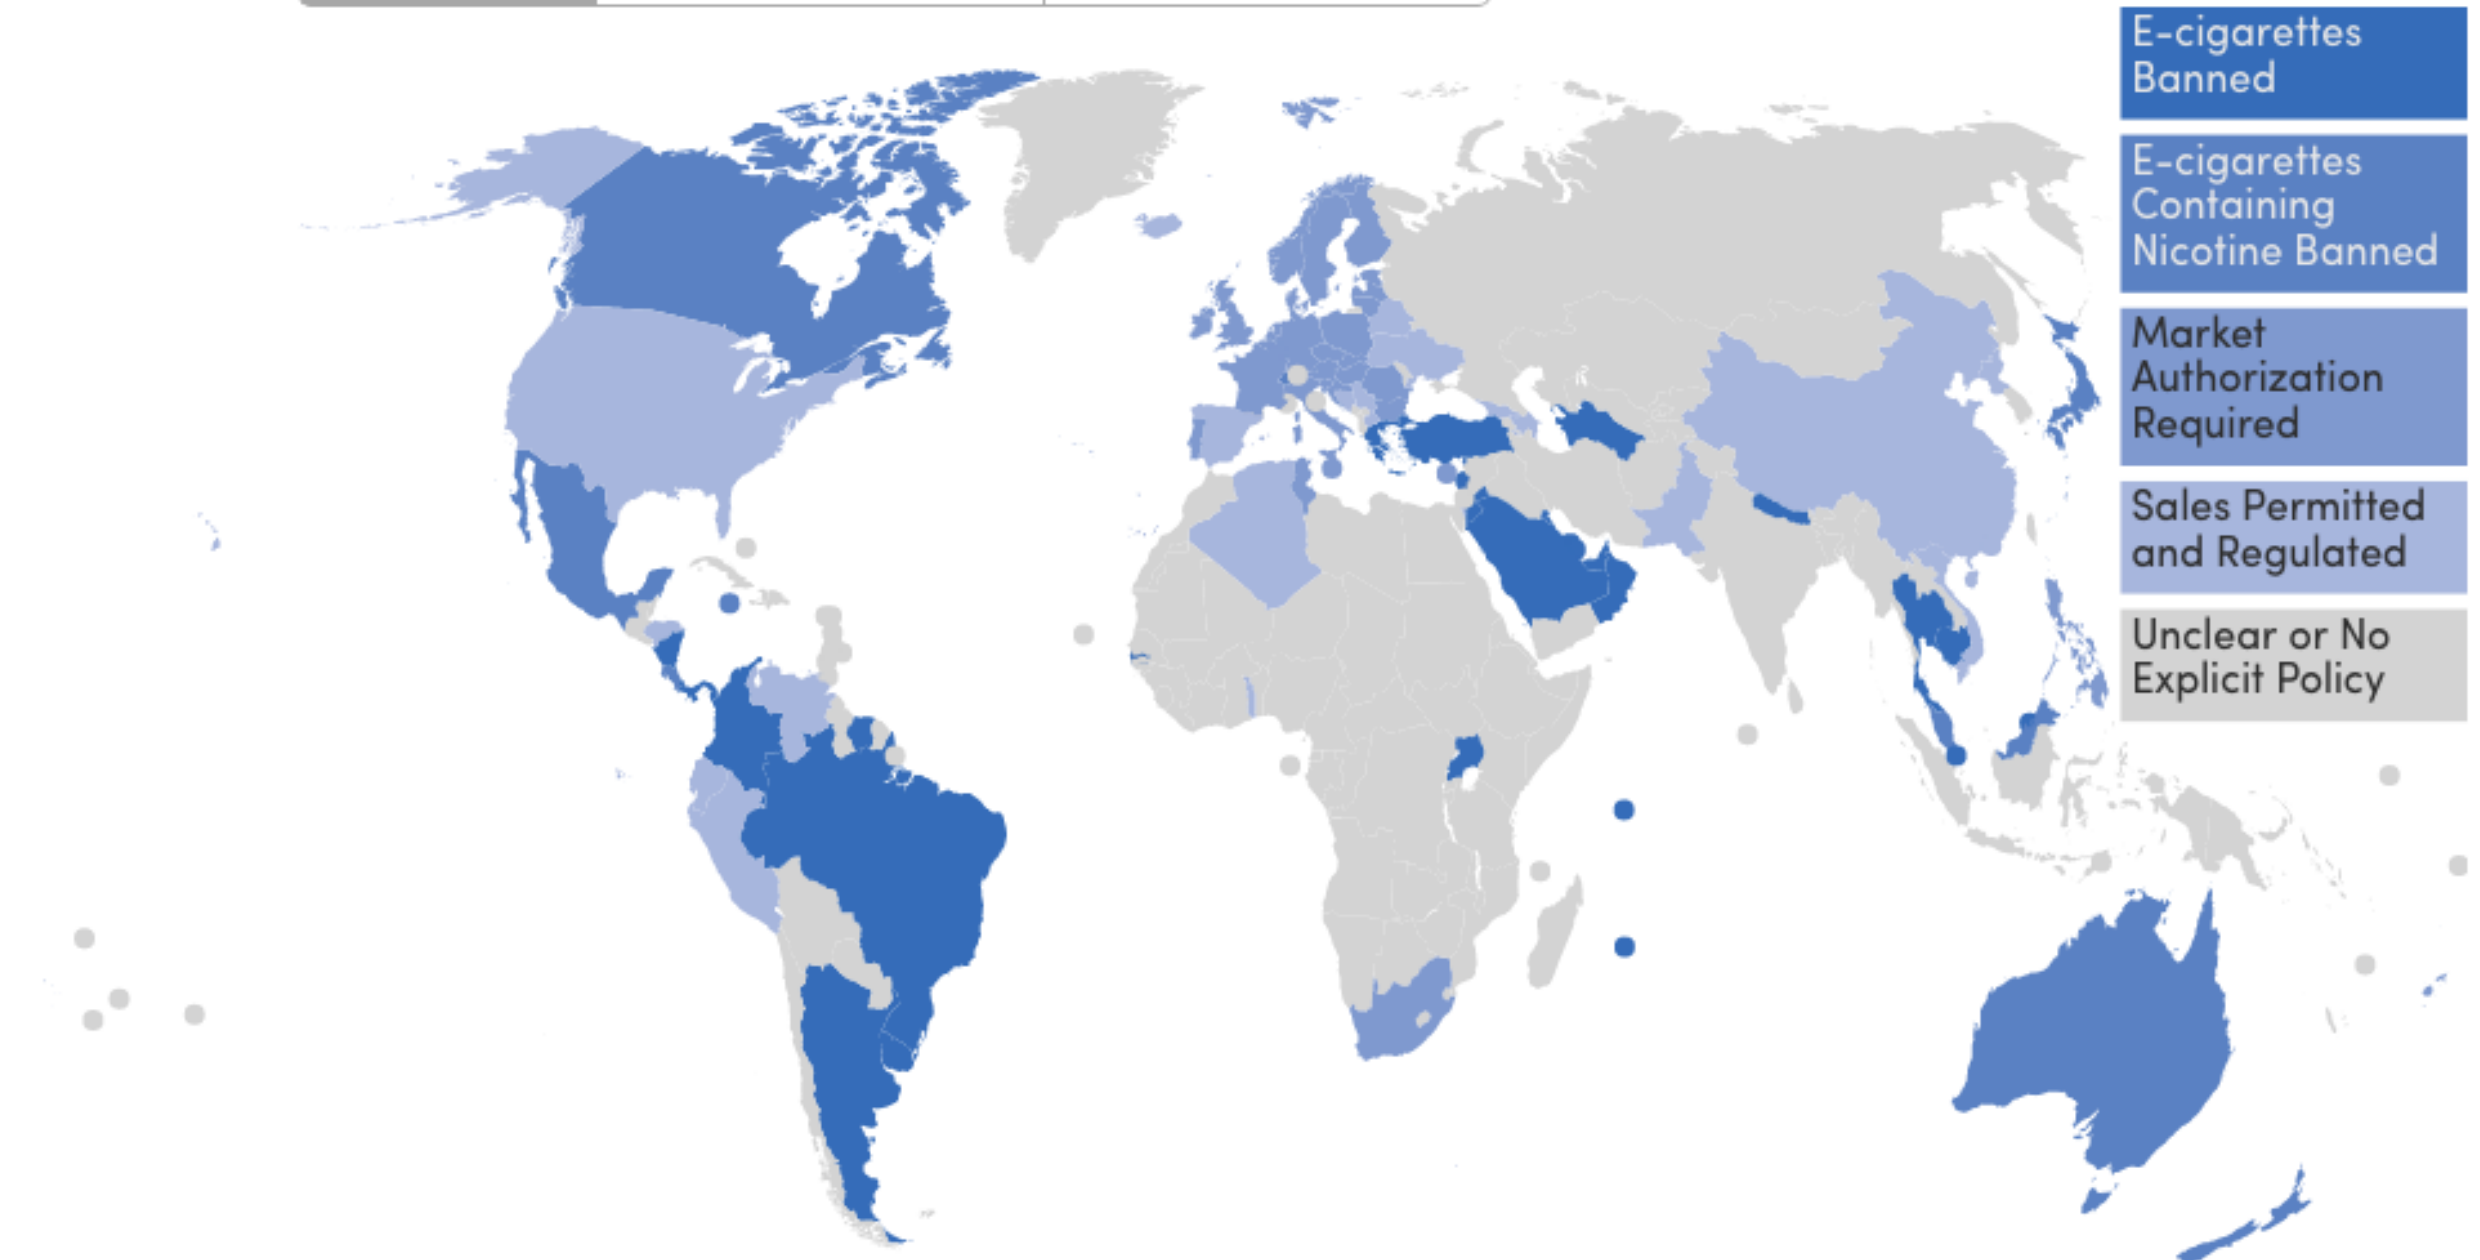 E-cigarettes
Banned
E-cigarettes
Containing
Nicotine Banned
Market
Authorization
Required
Sales Permitted
and Regulated
Unclear or No
Explicit Policy